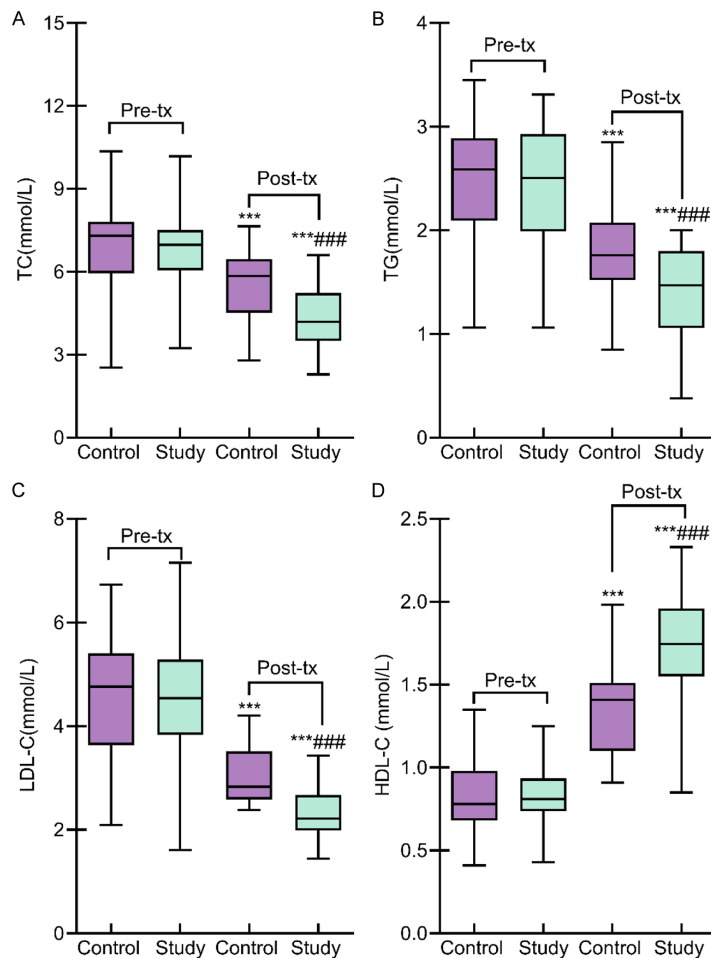 A
TC(mmol/L)
15
12
9
6
3
0
Pre-tx
Post-tx
***
***###
Control Study Control Study
B
TG(mmol/L)
4
3
2
1
0
Pre-tx
Post-tx
***
***###
Control Study Control Study
C
LDL-C(mmol/L)
8
6
4
2
0
Pre-tx
Post-tx
***
***###
Control Study Control Study
D
HDL-C (mmol/L)
2.5
2.0
1.5
1.0
0.5
0.0
Post-tx
***###
***
Pre-tx
Control Study Control Study